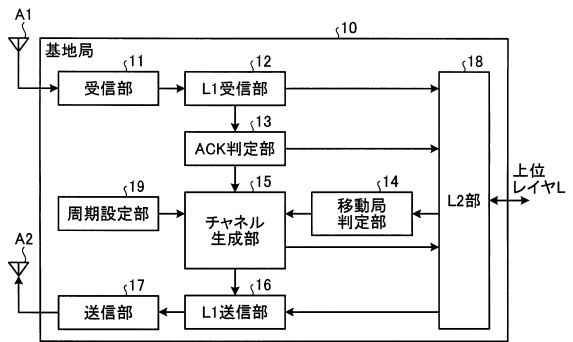 A1
10
基地局
11
12
18
受信部
L1受信部
13
ACK判定部
上位
レイヤL
19
15
14
周期設定部
チャネル
生成部
移動局
判定部
L2部
A2
17
16
送信部
L1送信部